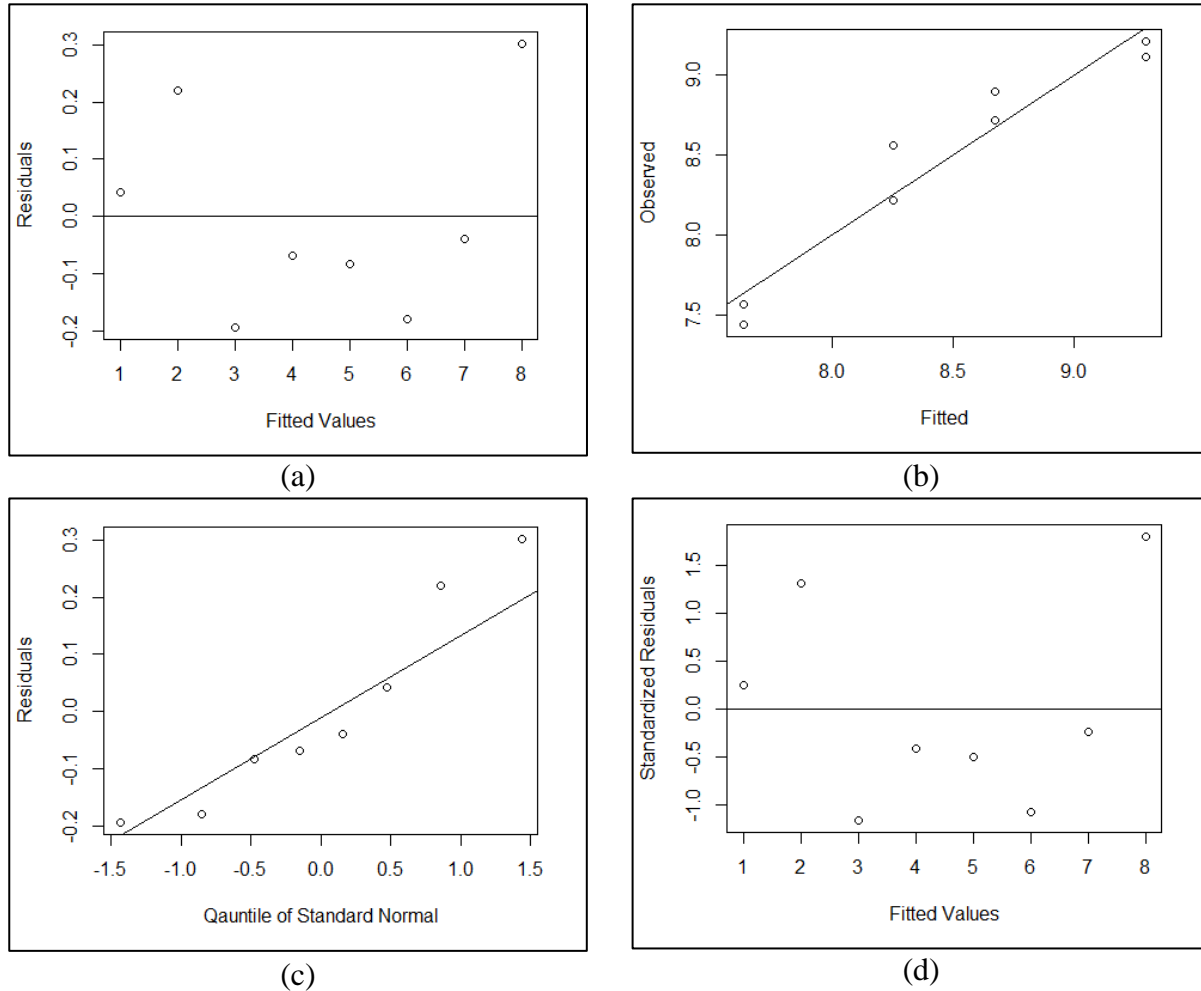 Residuals
0.3
0.2
0.1
0.0
-0.1
-0.2
1 2 3 4 5 6 7 8
Fitted Values
(a)
Observed
9.0
8.5
8.0
7.5
8.0 8.5 9.0
Fitted
(b)
Residuals
0.3
0.2
0.1
0.0
-0.1
-0.2
-1.5 -1.0 -0.5 0.0 0.5 1.0 1.5
Qauntile of Standard Normal
(c)
Standardized Residuals
1.5
1.0
0.5
0.0
-0.5
-1.0
1 2 3 4 5 6 7 8
Fitted Values
(d)